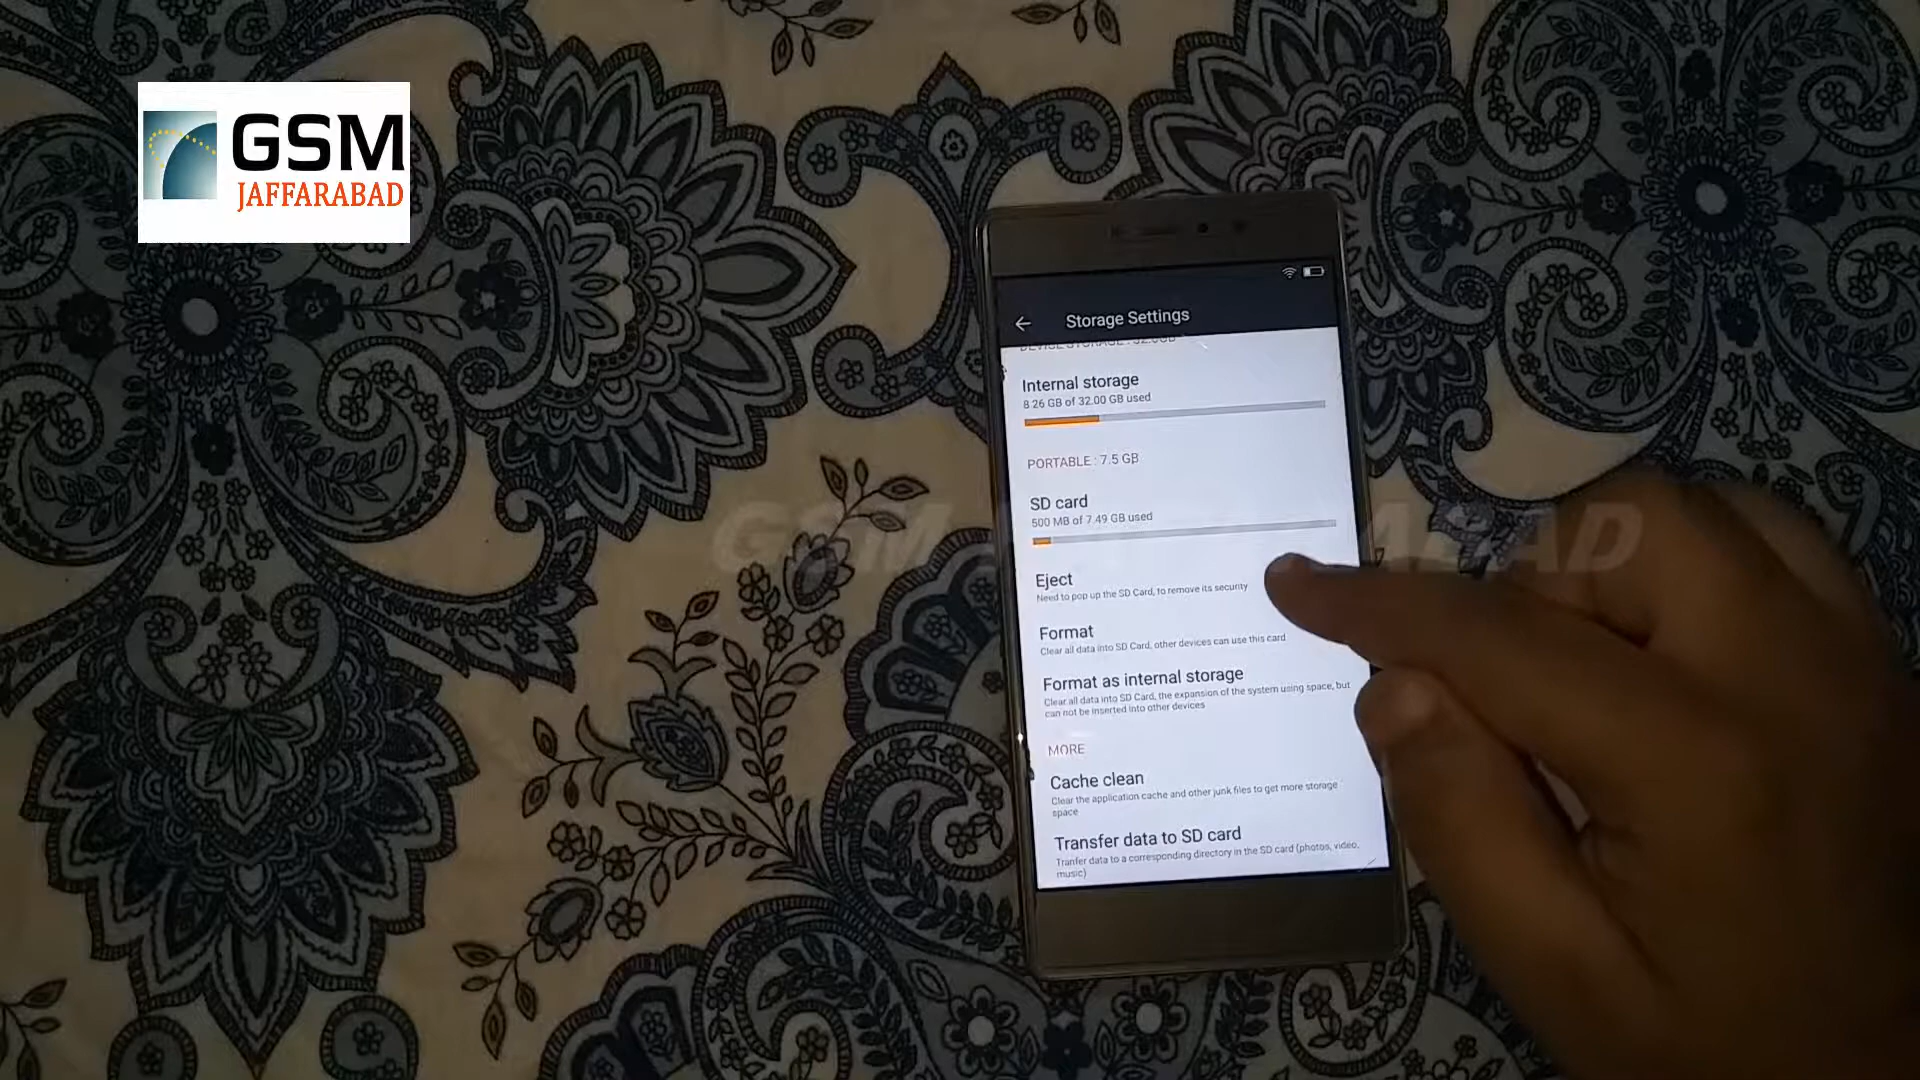 GSM
JAFFARABAD
Storage Settings
DEVICE STORAGE : 32.0GB
Internal storage
8.26 GB of 32.00 GB used
PORTABLE : 7.5 GB
SD card
500 MB of 7.49 GB used
Eject
Need to pop up the SD Card, to remove its security
Format
Clear all data into SD Card, other devices can use this card
Format as internal storage
Clear all data into SD Card, the expansion of the system using space, but
can not be inserted into other devices
MORE
Cache clean
Clear the application cache and other junk files to get more storage
space
Transfer data to SD card
Tranfer data to a corresponding directory in the SD card (photos, video,
music)